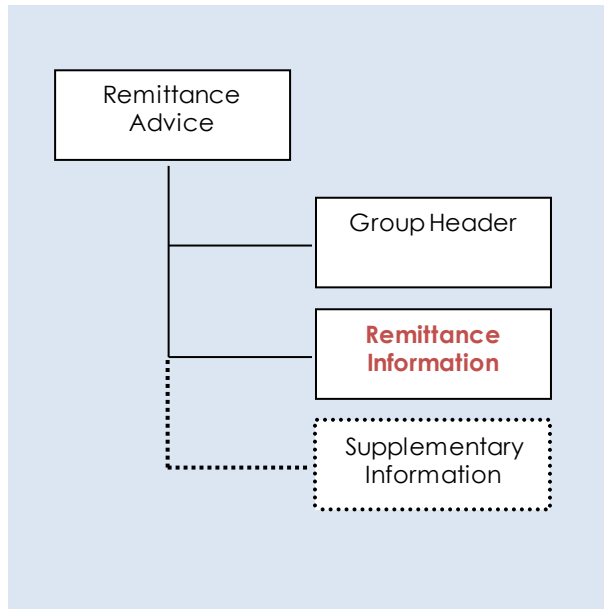 Remittance
Advice
Group Header
Remittance
Information
Supplementary
Information